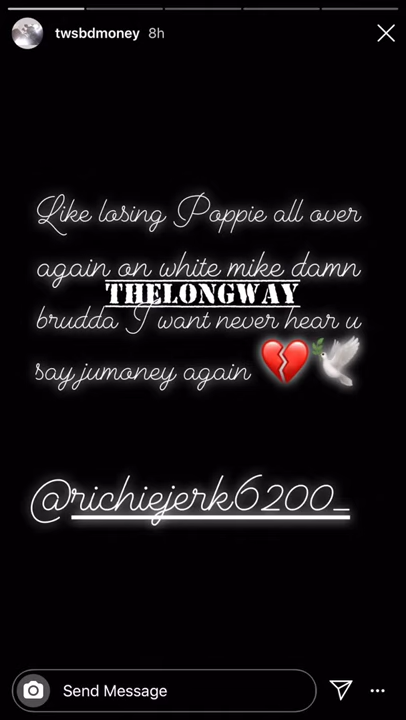 twsbdmoney 8h
Like losing Poppie all over
again on white mike damn
THELONGWAY
brudda I want never hear u
say jumoney again 💔🕊️
@richiejerk6200_
Send Message